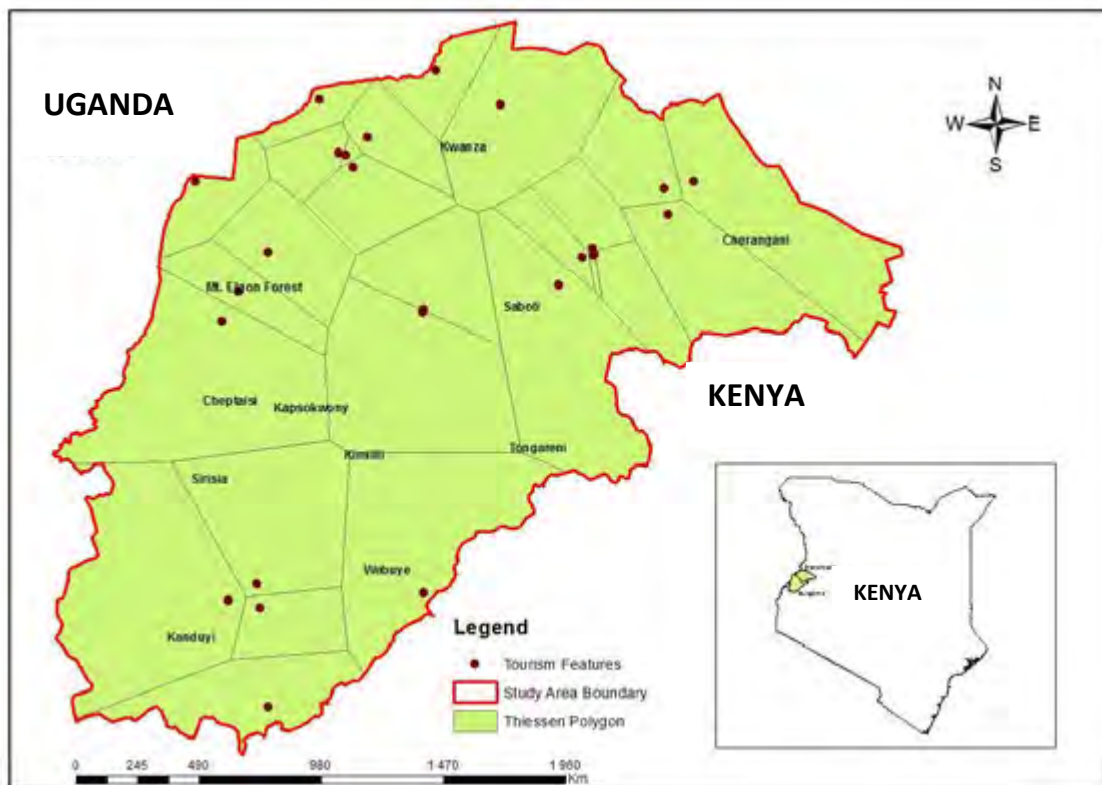 UGANDA
N
W E
S
Kwanza
Cherangani
Mt. Elgon Forest
Saboti
KENYA
Cheptaisi
Kapsokwony
Kimilili
Tongareni
Sirisia
Webuye
KENYA
Kanduyi
Legend
Tourism Features
Study Area Boundary
Thiessen Polygon
0 245 490 980 1 470 1 960
Km